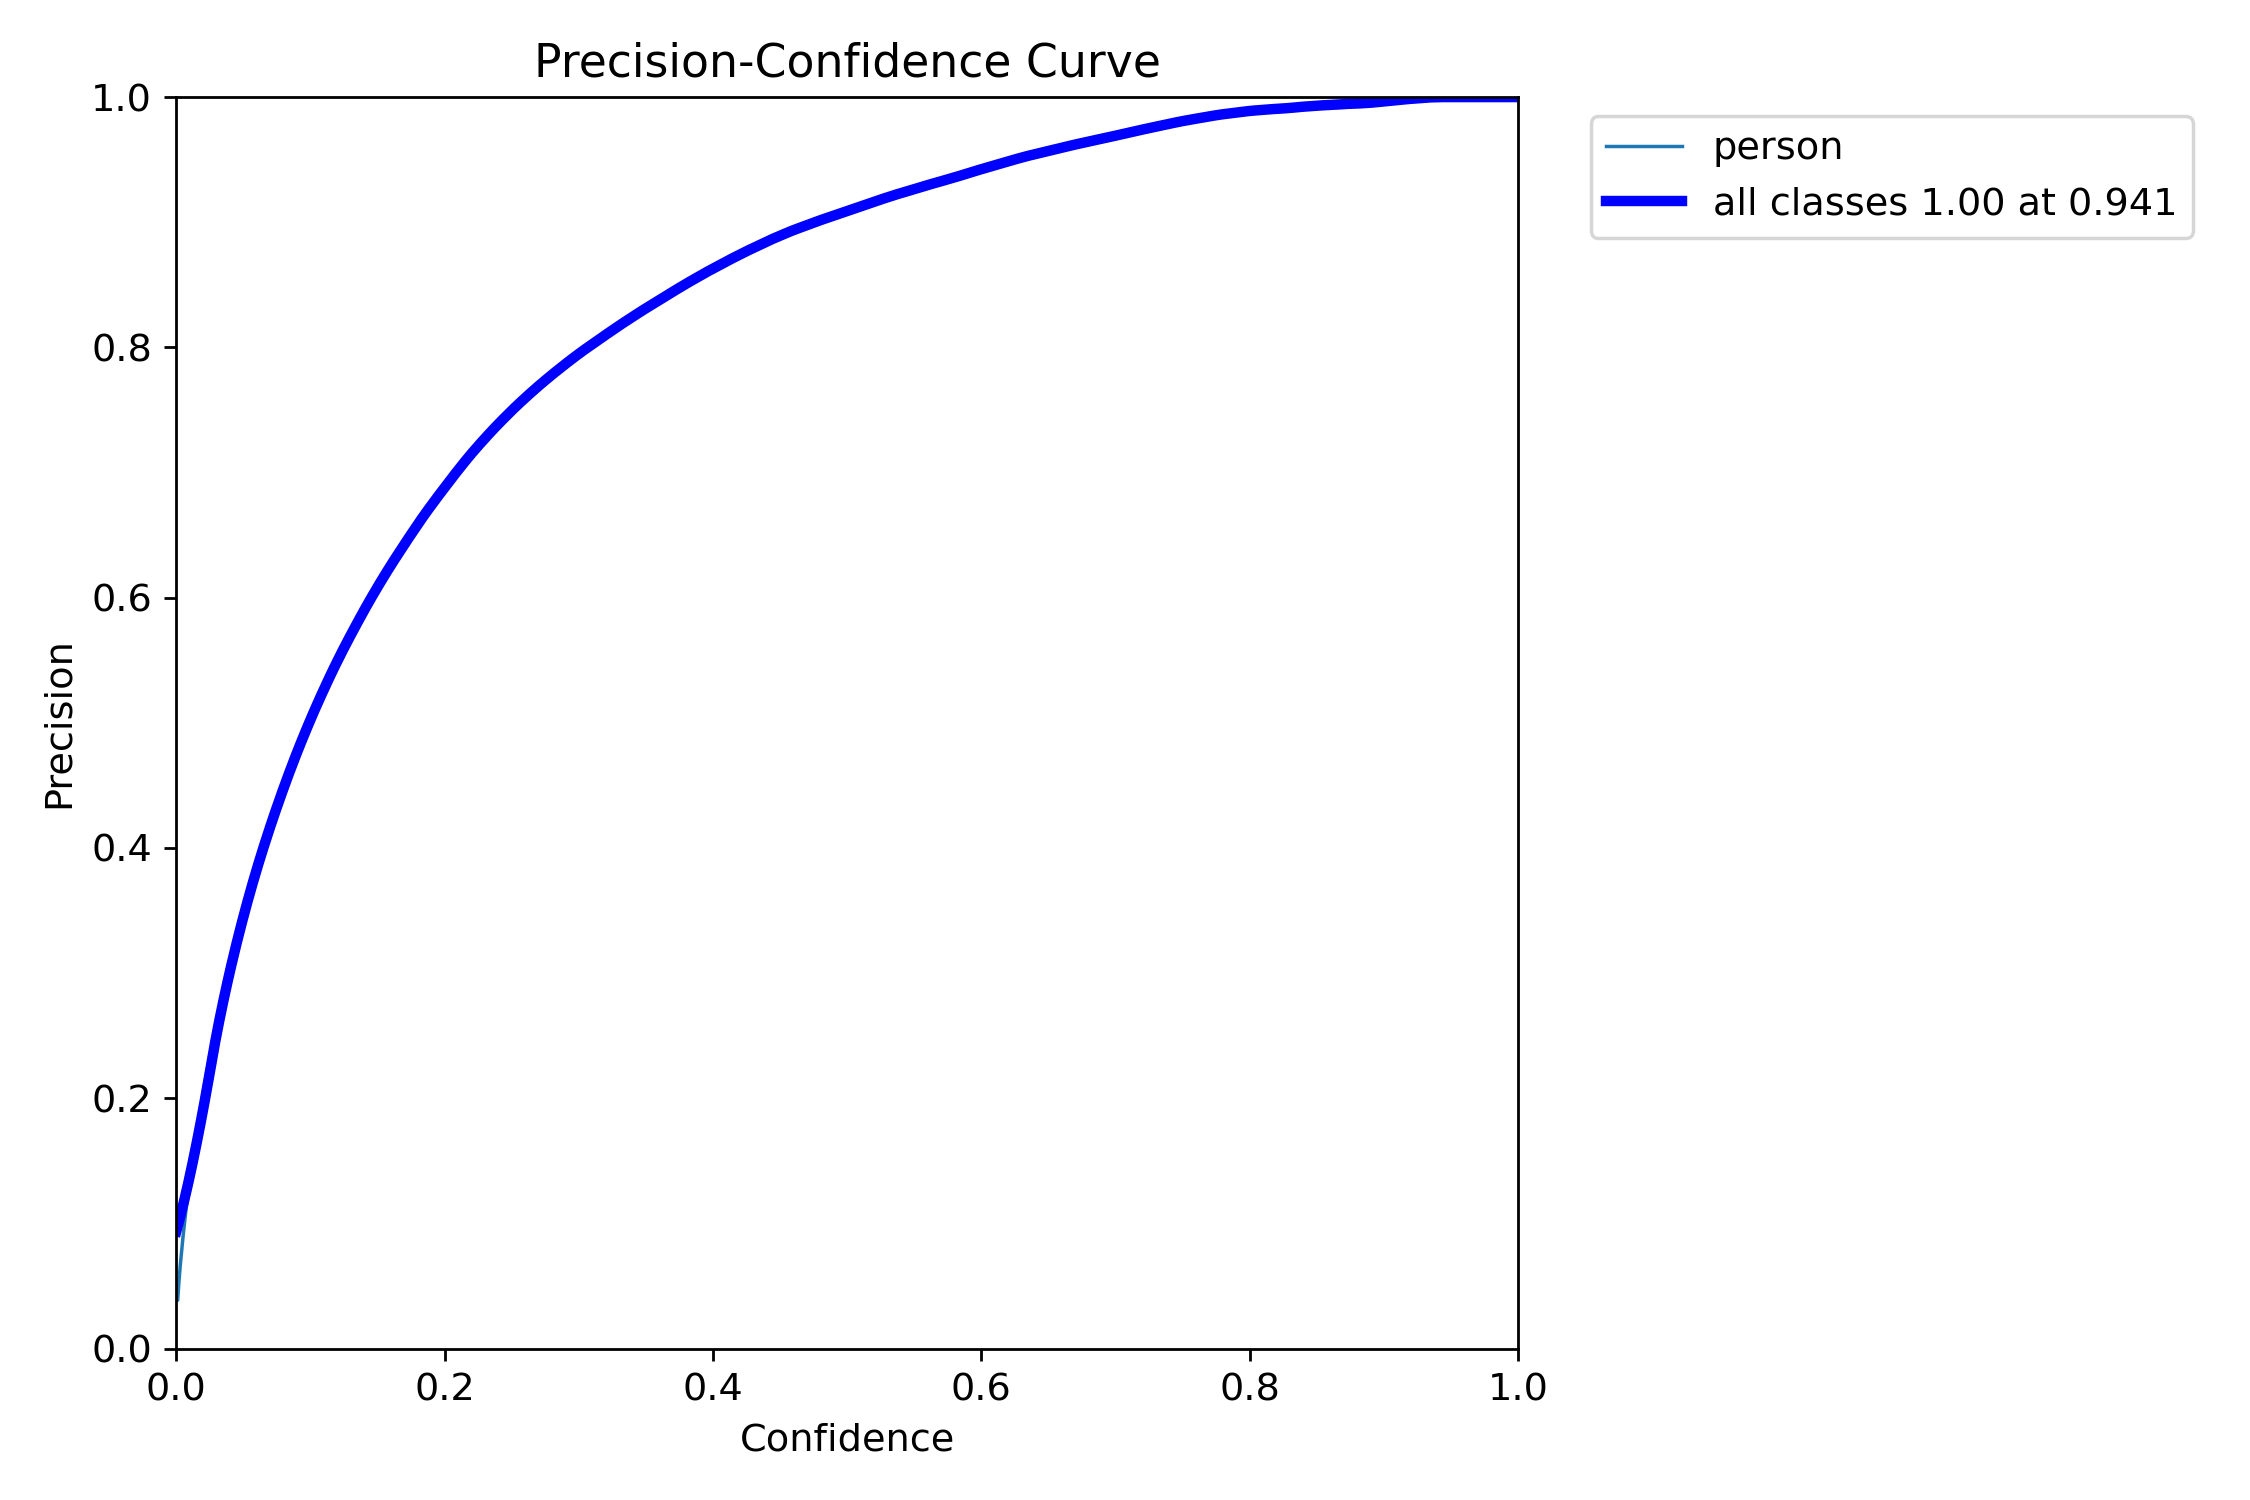 Precision-Confidence Curve
1.0
0.8
0.6
0.4
0.2
0.0
Precision
0.0 0.2 0.4 0.6 0.8 1.0
Confidence
person
all classes 1.00 at 0.941